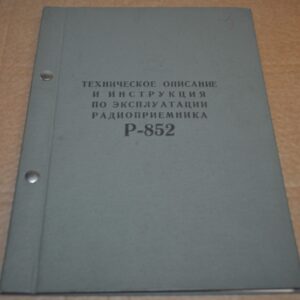 ТЕХНИЧЕСКОЕ ОПИСАНИЕ
И ИНСТРУКЦИЯ
ПО ЭКСПЛУАТАЦИИ
РАДИОПРИЕМНИКА
Р-852